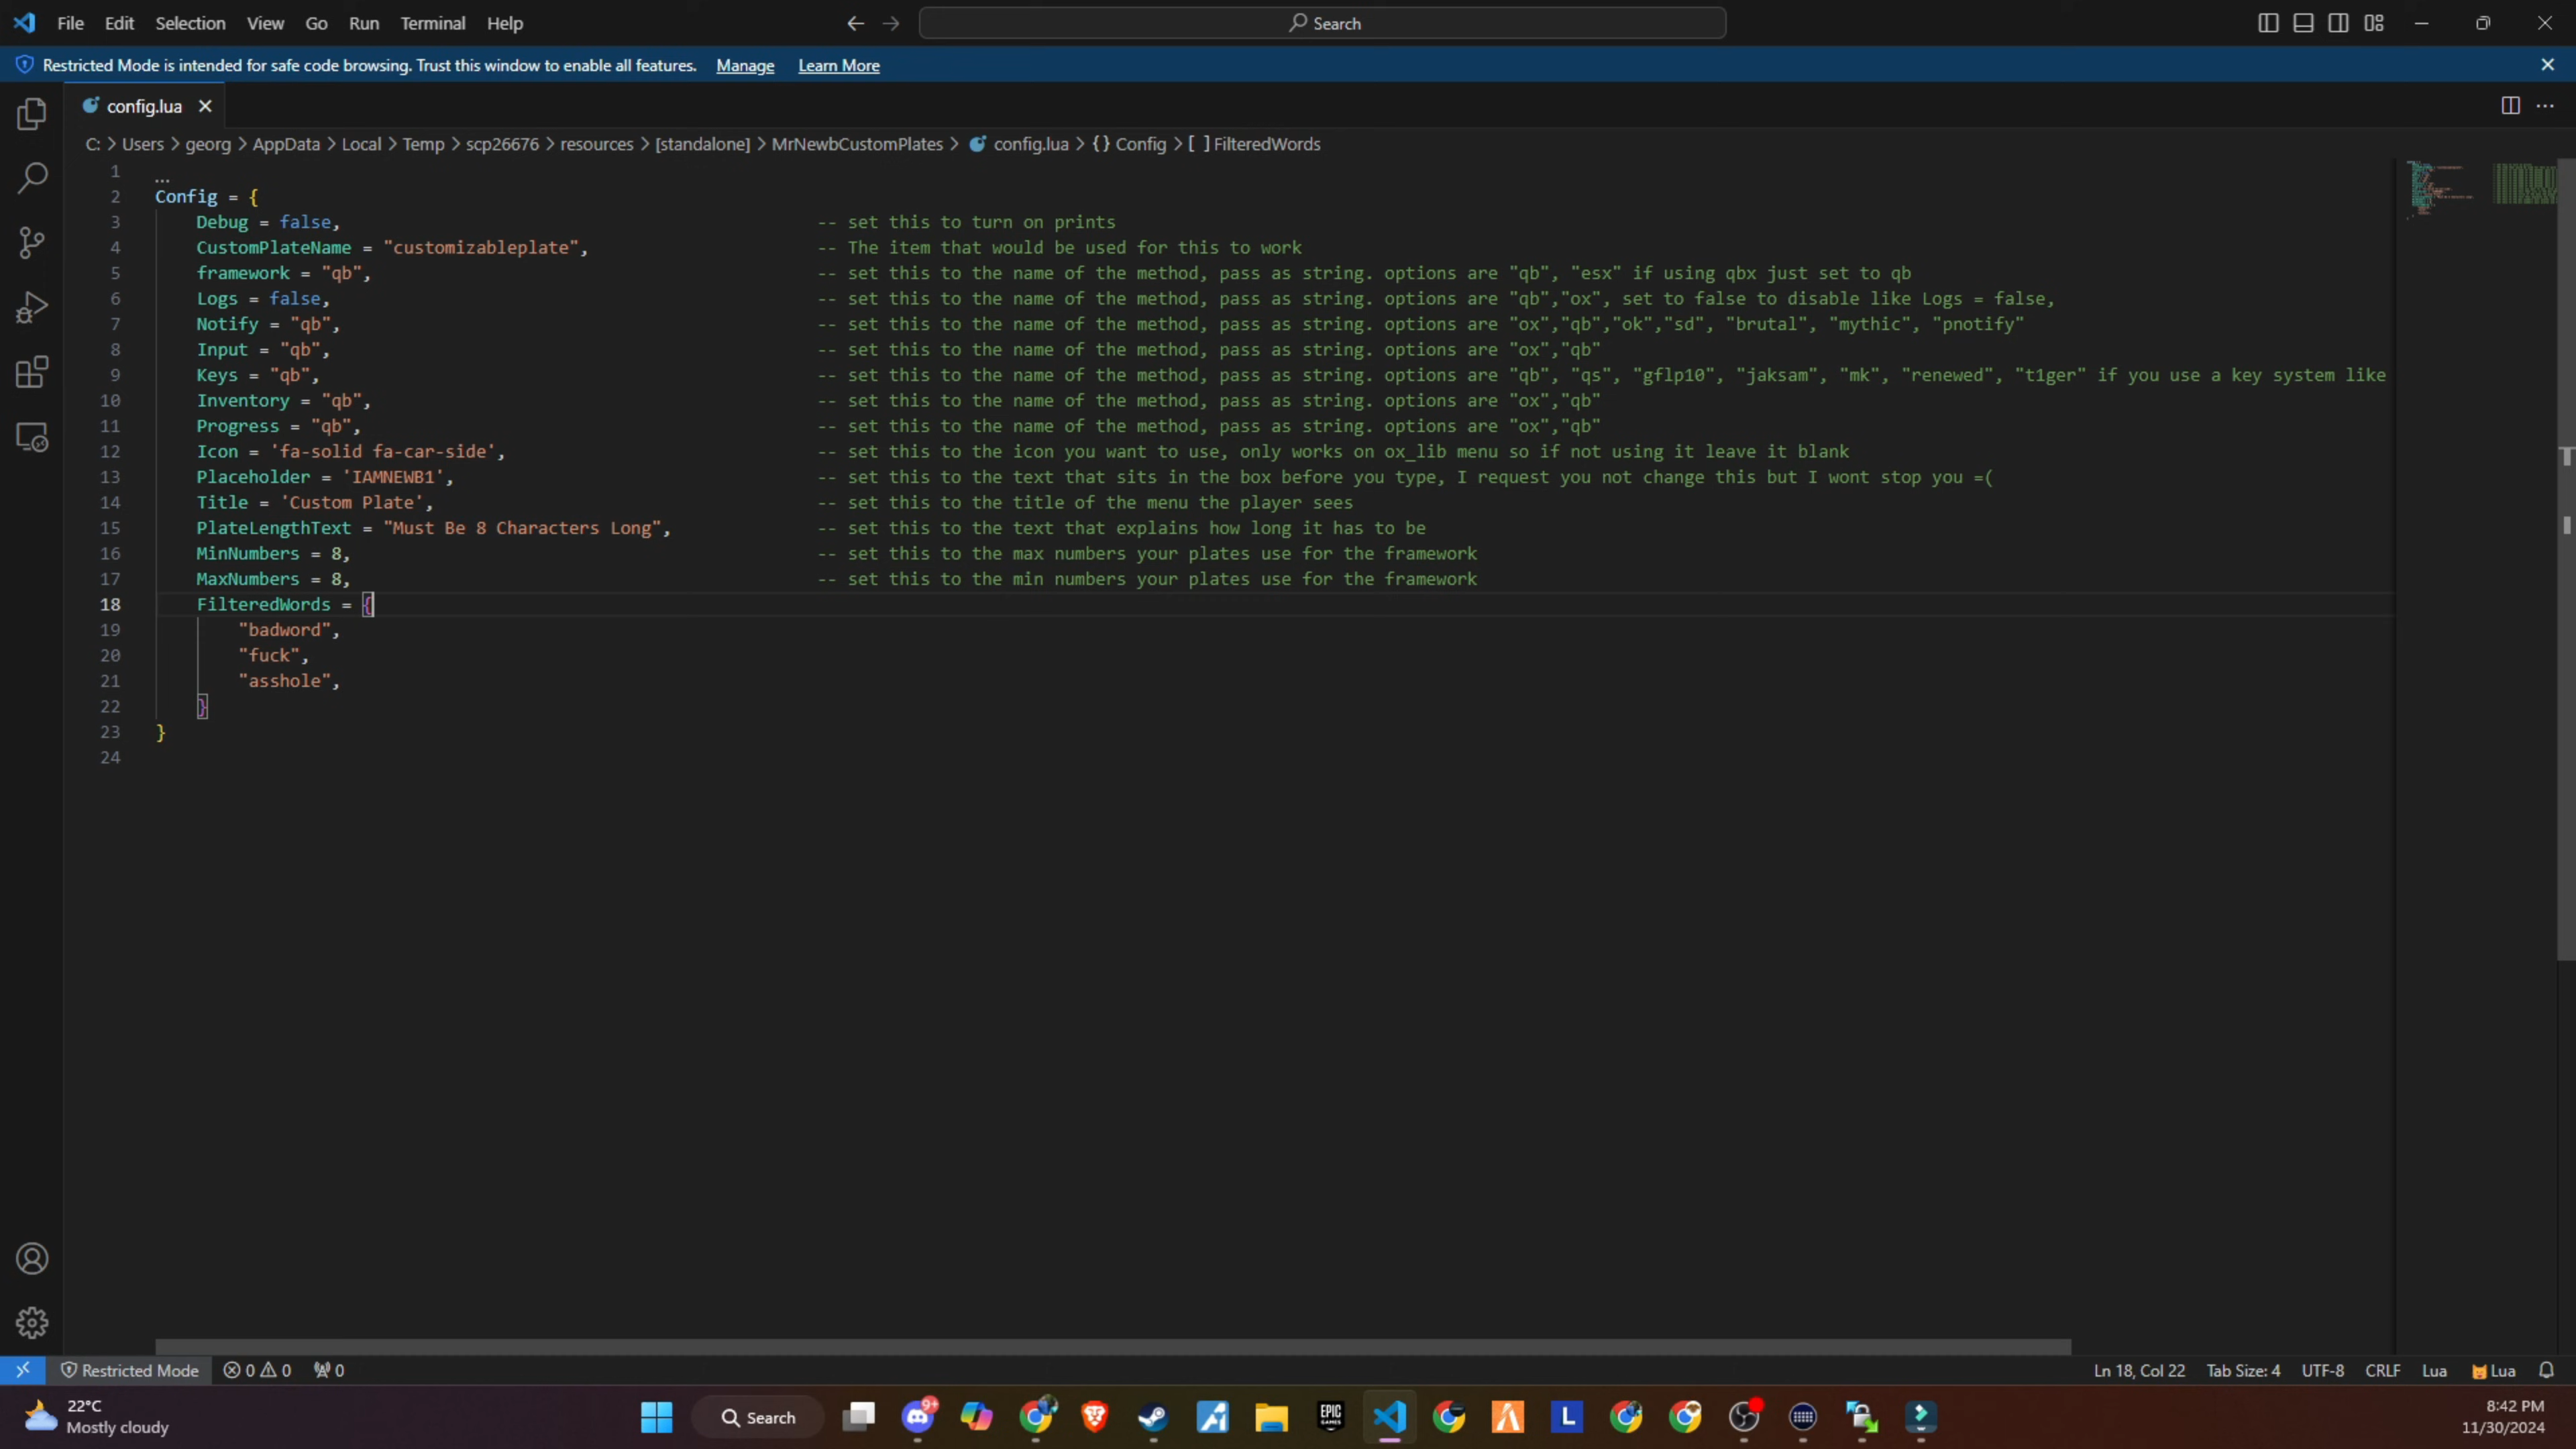 File Edit Selection View Go Run Terminal Help
Search
Restricted Mode is intended for safe code browsing. Trust this window to enable all features. Manage Learn More
config.lua
C: > Users > georg > AppData > Local > Temp > scp26676 > resources > [standalone] > MrNewbCustomPlates > config.lua > {} Config > [ ] FilteredWords
1 ...
2 Config = {
3 Debug = false, -- set this to turn on prints
4 CustomPlateName = "customizableplate", -- The item that would be used for this to work
5 framework = "qb", -- set this to the name of the method, pass as string. options are "qb", "esx" if using qbx just set to qb
6 Logs = false, -- set this to the name of the method, pass as string. options are "qb","ox", set to false to disable like Logs = false,
7 Notify = "qb", -- set this to the name of the method, pass as string. options are "ox","qb","ok","sd", "brutal", "mythic", "pnotify"
8 Input = "qb", -- set this to the name of the method, pass as string. options are "ox","qb"
9 Keys = "qb", -- set this to the name of the method, pass as string. options are "qb", "qs", "gflp10", "jaksam", "mk", "renewed", "t1ger" if you use a key system like
10 Inventory = "qb", -- set this to the name of the method, pass as string. options are "ox","qb"
11 Progress = "qb", -- set this to the name of the method, pass as string. options are "ox","qb"
12 Icon = 'fa-solid fa-car-side', -- set this to the icon you want to use, only works on ox_lib menu so if not using it leave it blank
13 Placeholder = 'IAMNEWB1', -- set this to the text that sits in the box before you type, I request you not change this but I wont stop you =(
14 Title = 'Custom Plate', -- set this to the title of the menu the player sees
15 PlateLengthText = "Must Be 8 Characters Long", -- set this to the text that explains how long it has to be
16 MinNumbers = 8, -- set this to the max numbers your plates use for the framework
17 MaxNumbers = 8, -- set this to the min numbers your plates use for the framework
18 FilteredWords = {
19 "badword",
20 "fuck",
21 "asshole",
22 }
23 }
24
Restricted Mode 0 0 0 Ln 18, Col 22 Tab Size: 4 UTF-8 CRLF Lua Lua
22°C
Mostly cloudy
Search
9+
EPIC GAMES
L
8:42 PM
11/30/2024